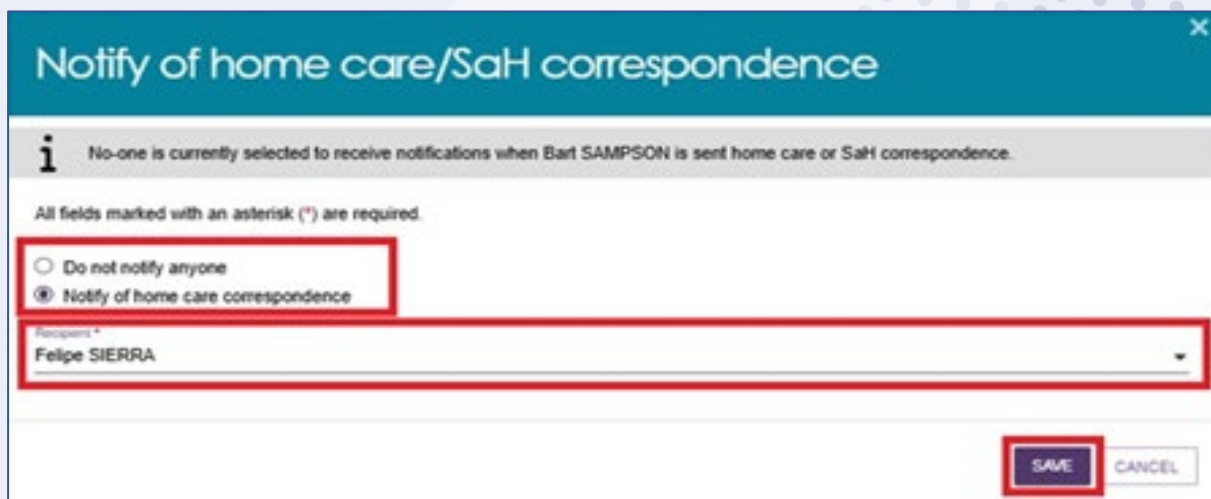 Notify of home care/SaH correspondence
No-one is currently selected to receive notifications when Bart SAMPSON is sent home care or SaH correspondence.
All fields marked with an asterisk (*) are required.
Do not notify anyone
Notify of home care correspondence
Recipient *
Felipe SIERRA
SAVE CANCEL